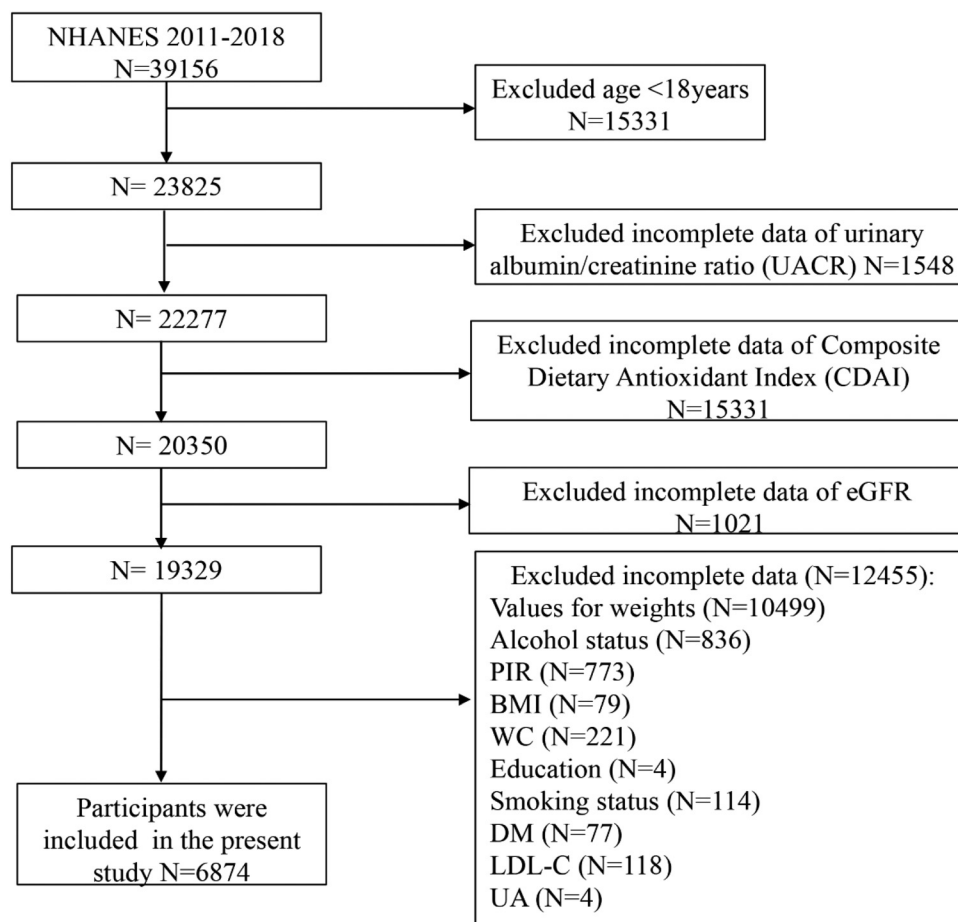 NHANES 2011-2018
N=39156
Excluded age <18years
N=15331
N= 23825
Excluded incomplete data of urinary
albumin/creatinine ratio (UACR) N=1548
N= 22277
Excluded incomplete data of Composite
Dietary Antioxidant Index (CDAI)
N=15331
N= 20350
Excluded incomplete data of eGFR
N=1021
N= 19329
Excluded incomplete data (N=12455):
Values for weights (N=10499)
Alcohol status (N=836)
PIR (N=773)
BMI (N=79)
WC (N=221)
Education (N=4)
Smoking status (N=114)
DM (N=77)
LDL-C (N=118)
UA (N=4)
Participants were
included in the present
study N=6874